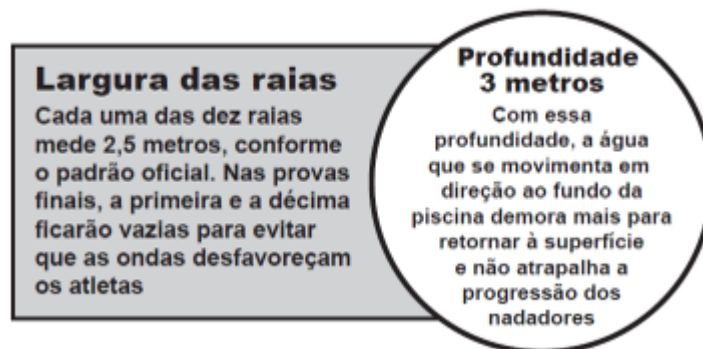 Largura das raias
Cada uma das dez raias
mede 2,5 metros, conforme
o padrão oficial. Nas provas
finais, a primeira e a décima
ficarão vazias para evitar
que as ondas desfavoreçam
os atletas
Profundidade
3 metros
Com essa
profundidade, a água
que se movimenta em
direção ao fundo da
piscina demora mais para
retornar à superfície
e não atrapalha a
progressão dos
nadadores